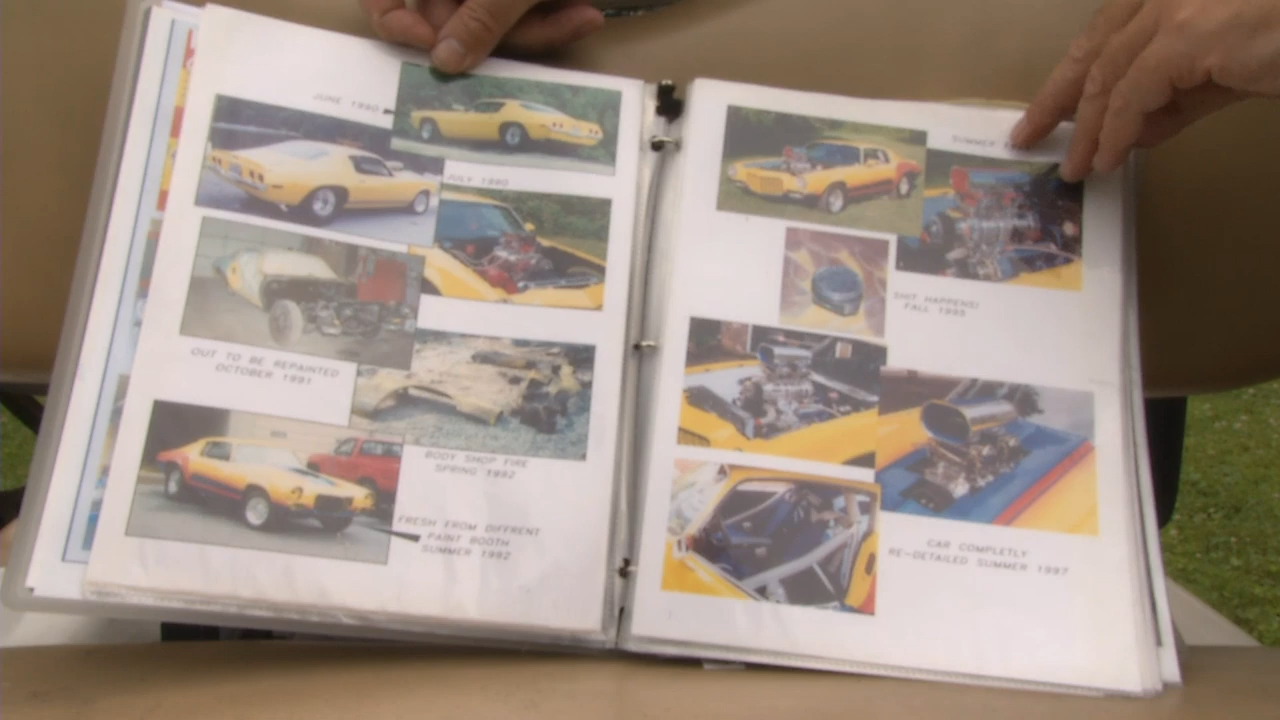 JUNE 1990
JULY 1990
OUT TO BE REPAINTED
OCTOBER 1991
BODY SHOP FIRE
SPRING 1992
FRESH FROM DIFFRENT
PAINT BOOTH
SUMMER 1992
SUMMER
SHIT HAPPENS!
FALL 1995
CAR COMPLETLY
RE-DETAILED SUMMER 1997